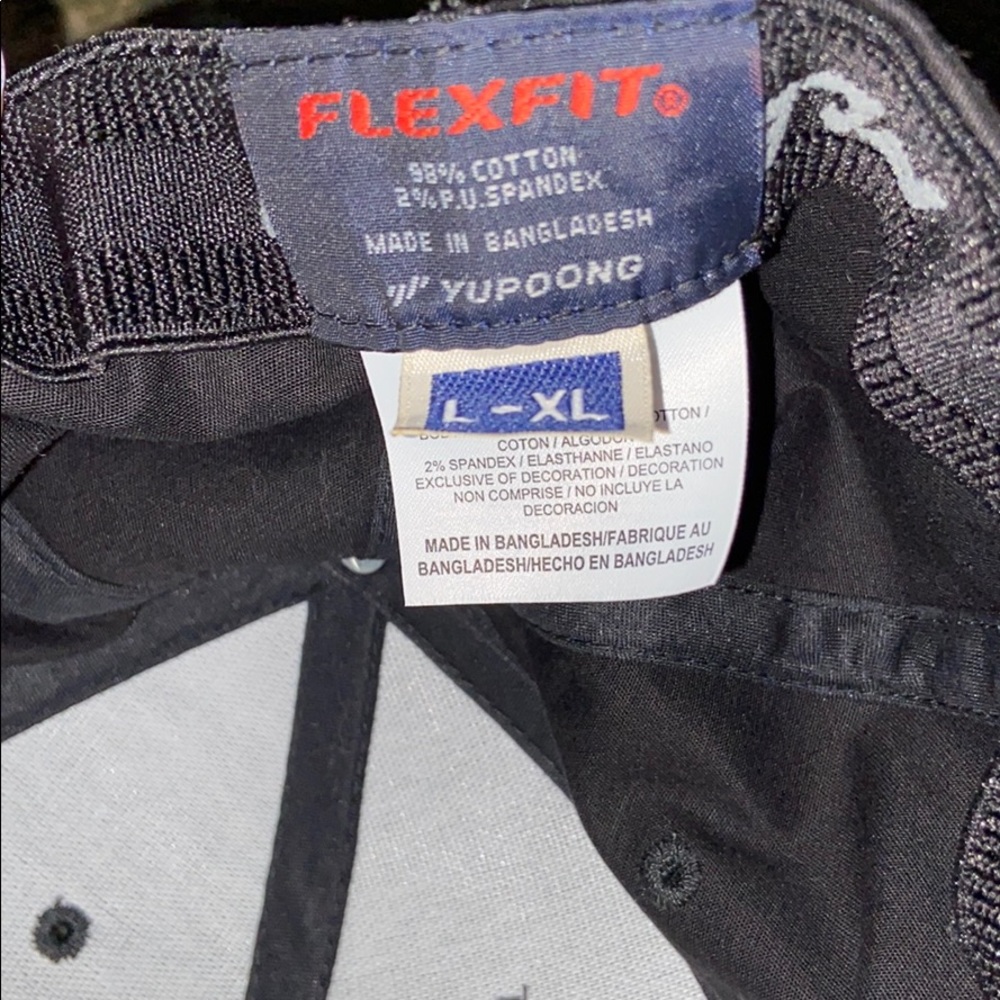 FLEXFIT®
98% COTTON
2% P.U.SPANDEX
MADE IN BANGLADESH
YUPOONG
L-XL
COTON / ALGODON
2% SPANDEX / ELASTHANNE / ELASTANO
EXCLUSIVE OF DECORATION / DECORATION
NON COMPRISE / NO INCLUYE LA
DECORACION
MADE IN BANGLADESH/FABRIQUE AU
BANGLADESH/HECHO EN BANGLADESH